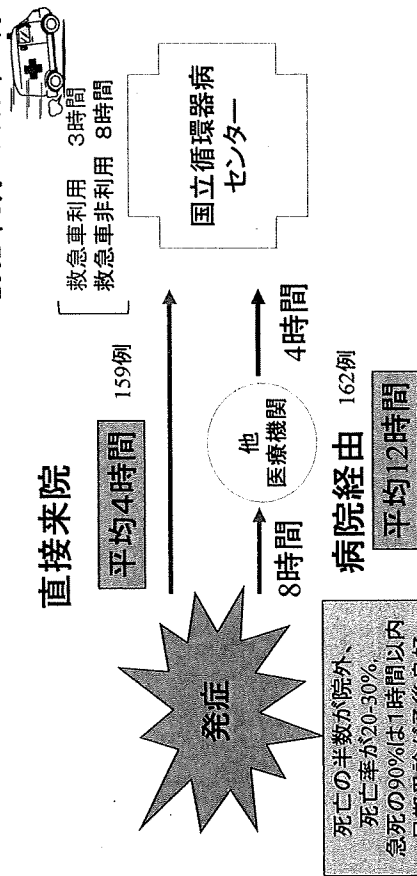 救急車利用 3時間
救急車非利用 8時間
直接来院
平均4時間
159例
国立循環器病
センター
発症
8時間
他
医療機関
4時間
病院経由
162例
平均12時間
死亡の半数が院外、
死亡率が20-30%、
急死の90%は1時間以内